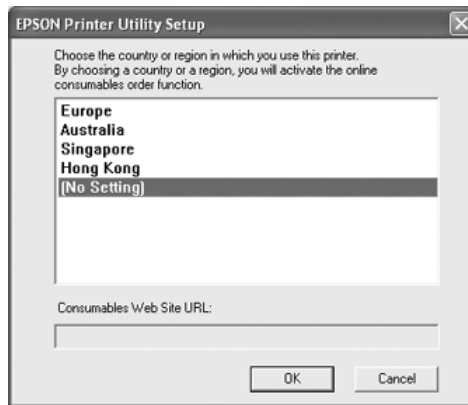 EPSON Printer Utility Setup
Choose the country or region in which you use this printer.
By choosing a country or a region, you will activate the online
consumables order function.
Europe
Australia
Singapore
Hong Kong
(No Setting)
Consumables Web Site URL:
OK
Cancel